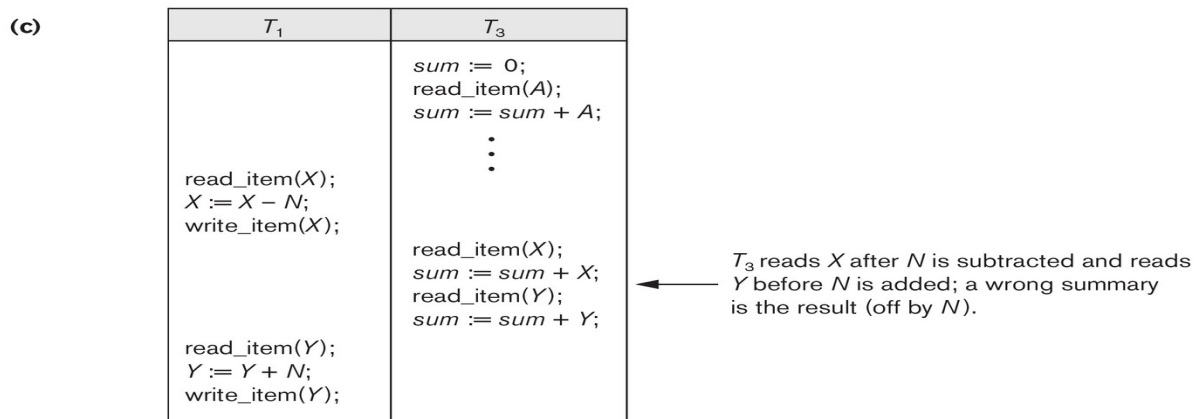 (c)
T1 T3
sum := 0;
read_item(A);
sum := sum + A;
⋮
read_item(X);
X := X − N;
write_item(X);
read_item(X);
sum := sum + X;
read_item(Y);
sum := sum + Y;
T3 reads X after N is subtracted and reads
Y before N is added; a wrong summary
is the result (off by N).
read_item(Y);
Y := Y + N;
write_item(Y);